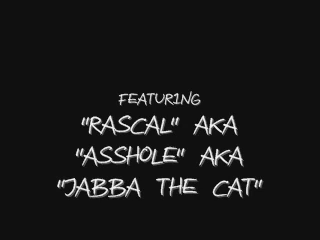 FEATURING
"RASCAL" AKA
"ASSHOLE" AKA
"JABBA THE CAT"